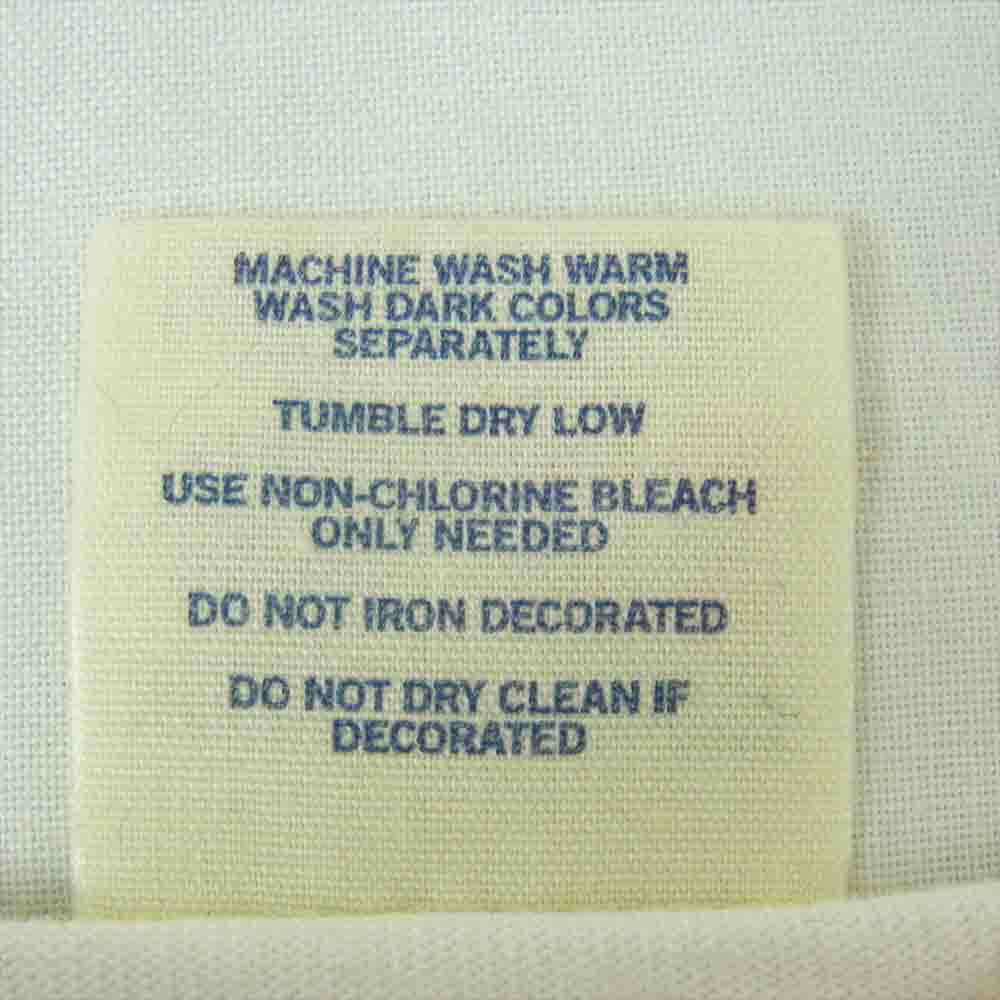 MACHINE WASH WARM
WASH DARK COLORS
SEPARATELY
TUMBLE DRY LOW
USE NON-CHLORINE BLEACH
ONLY NEEDED
DO NOT IRON DECORATED
DO NOT DRY CLEAN IF
DECORATED